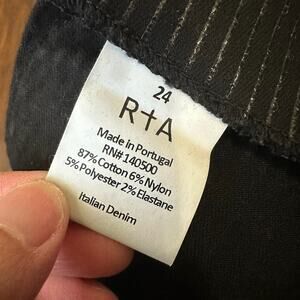 24
R†A
Made in Portugal
RN# 140500
87% Cotton 6% Nylon
5% Polyester 2% Elastane
Italian Denim